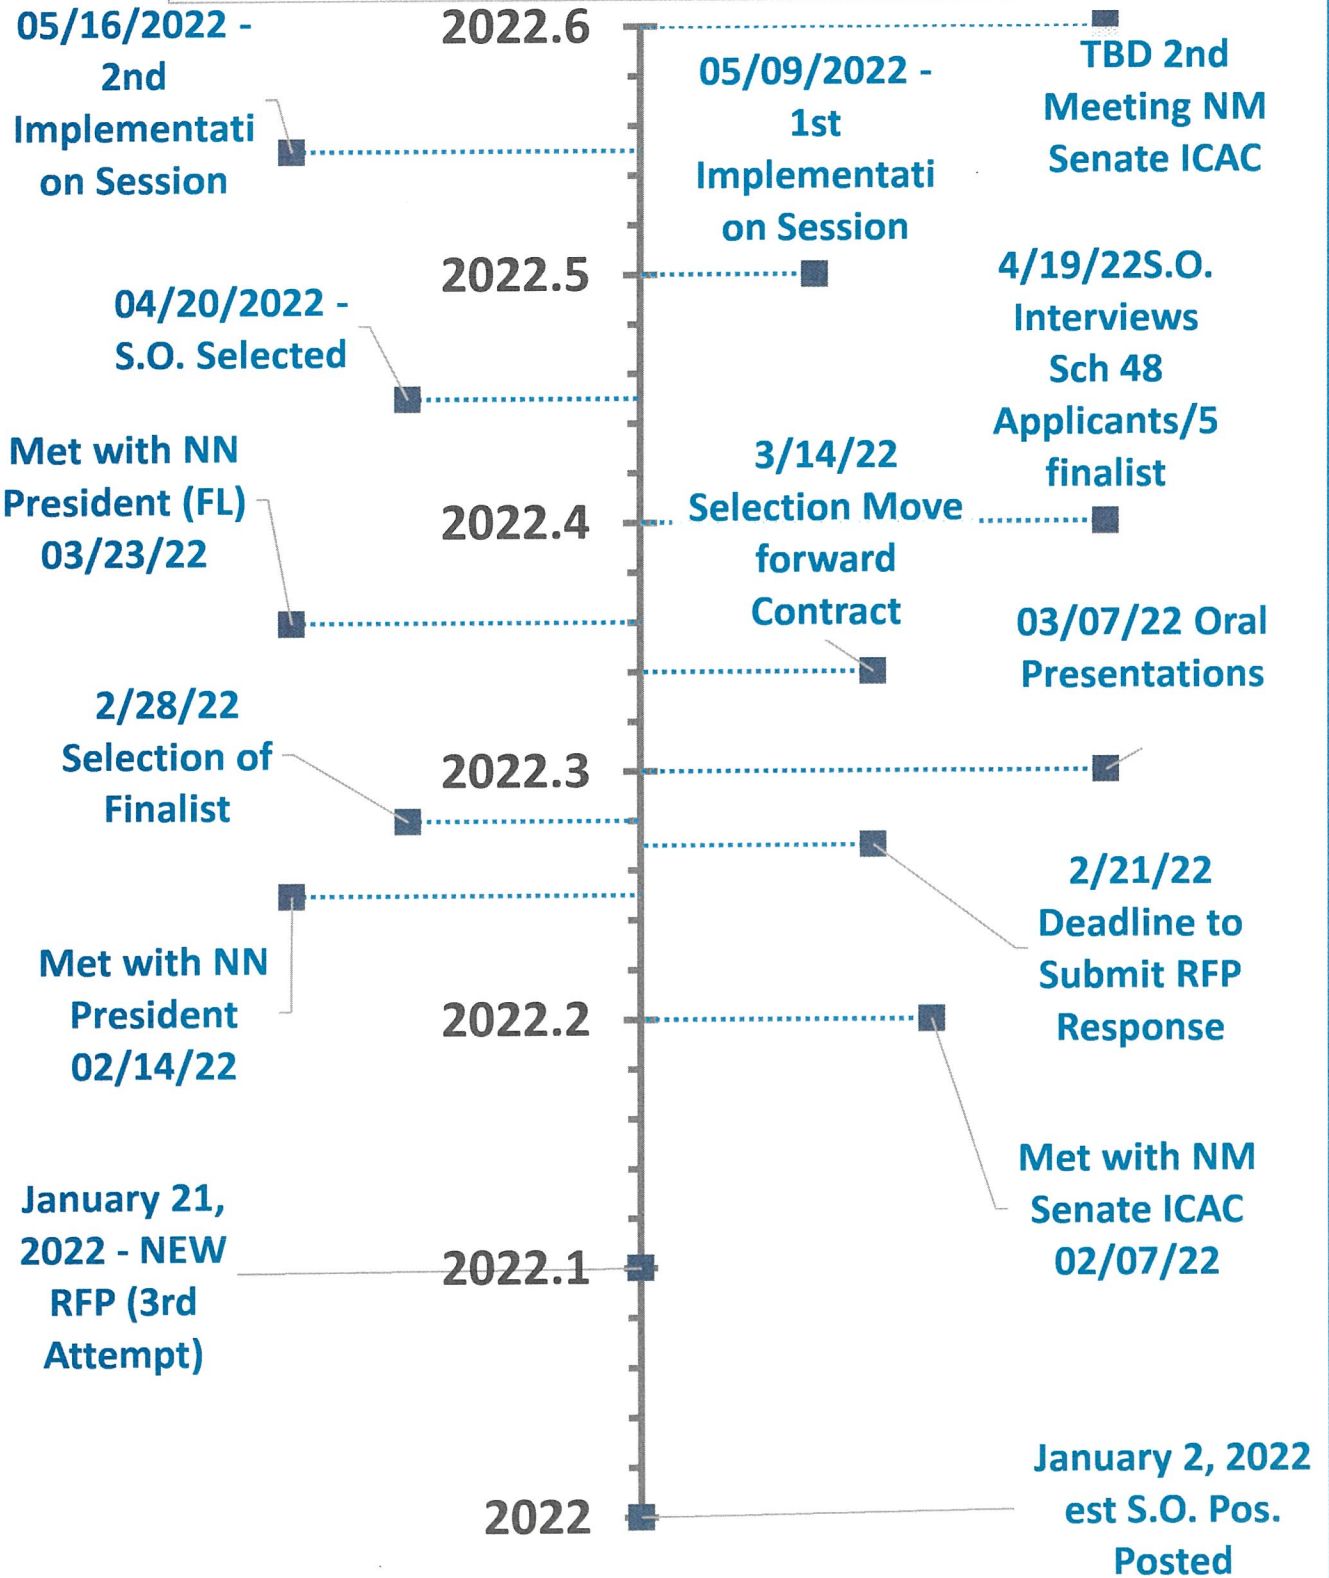 05/16/2022 -
2nd
Implementati
on Session
2022.6
05/09/2022 -
1st
Implementati
on Session
TBD 2nd
Meeting NM
Senate ICAC
04/20/2022 -
S.O. Selected
2022.5
4/19/22S.O.
Interviews
Sch 48
Applicants/5
finalist
Met with NN
President (FL)
03/23/22
2022.4
3/14/22
Selection Move
forward
Contract
03/07/22 Oral
Presentations
2/28/22
Selection of
Finalist
2022.3
2/21/22
Deadline to
Submit RFP
Response
Met with NN
President
02/14/22
2022.2
Met with NM
Senate ICAC
02/07/22
January 21,
2022 - NEW
RFP (3rd
Attempt)
2022.1
2022
January 2, 2022
est S.O. Pos.
Posted